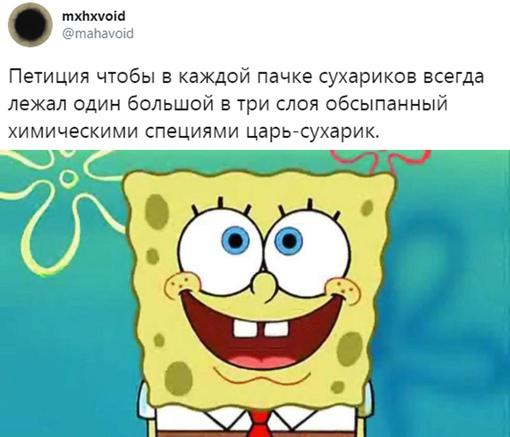 mxhxvoid
@mahavoid
Петиция чтобы в каждой пачке сухариков всегда
лежал один большой в три слоя обсыпанный
химическими специями царь-сухарик.